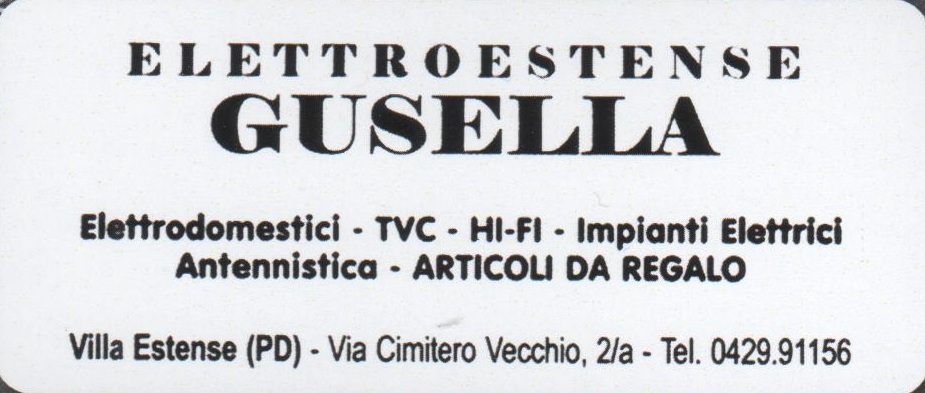 ELETTROESTENSE
GUSELLA
Elettrodomestici - TVC - HI-FI - Impianti Elettrici
Antennistica - ARTICOLI DA REGALO
Villa Estense (PD) - Via Cimitero Vecchio, 2/a - Tel. 0429.91156